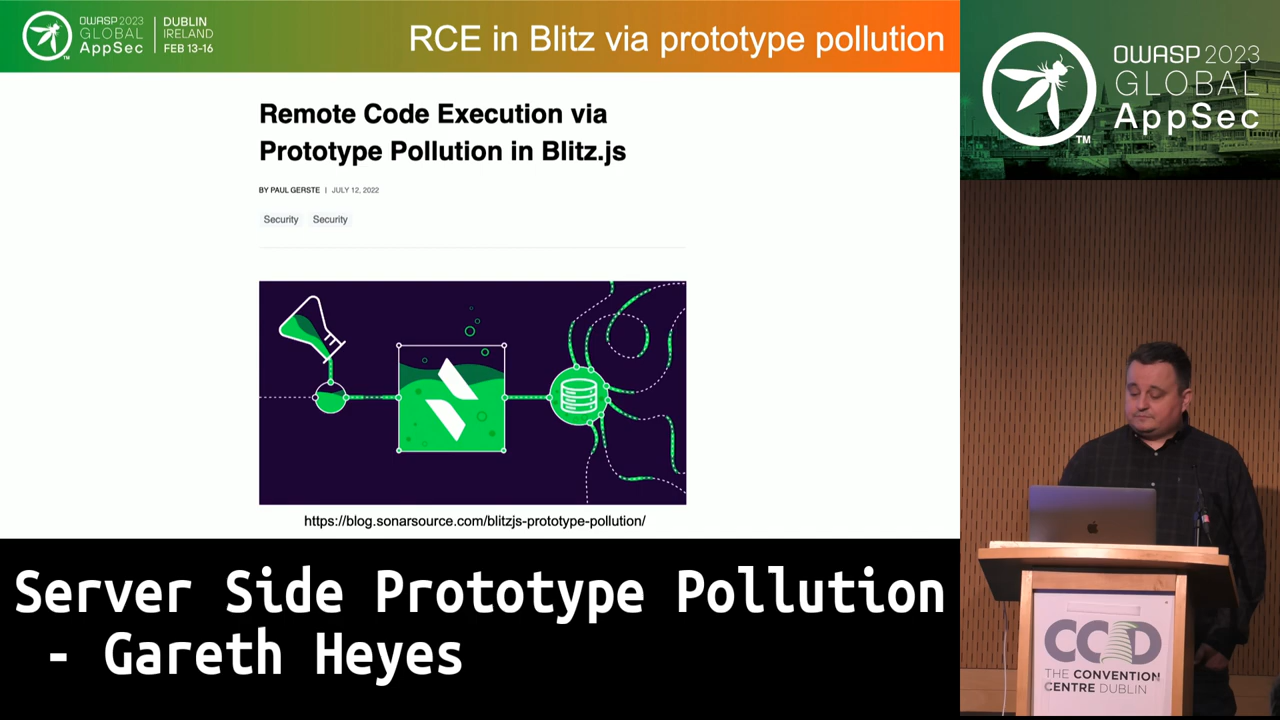 OWASP 2023
GLOBAL
AppSec
DUBLIN
IRELAND
FEB 13-16
TM
RCE in Blitz via prototype pollution
Remote Code Execution via
Prototype Pollution in Blitz.js
BY PAUL GERSTE | JULY 12, 2022
Security Security
https://blog.sonarsource.com/blitzjs-prototype-pollution/
Server Side Prototype Pollution
- Gareth Heyes
OWASP 2023
GLOBAL
AppSec
TM
CCD
THE CONVENTION
CENTRE DUBLIN